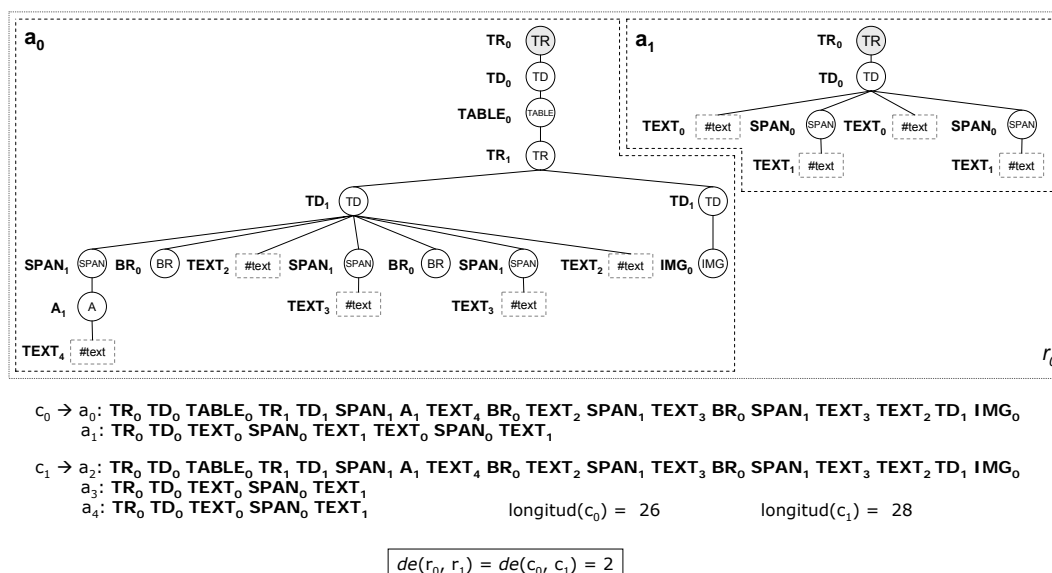 a0 TR0 TR a1 TR0 TR
TD0 TD TD0 TD
TABLE0 TABLE
TEXT0 #text SPAN0 SPAN TEXT0 #text SPAN0 SPAN
TR1 TR TEXT1 #text TEXT1 #text
TD1 TD TD1 TD
SPAN1 SPAN BR0 BR TEXT2 #text SPAN1 SPAN BR0 BR SPAN1 SPAN TEXT2 #text IMG0 IMG
A1 A TEXT3 #text TEXT3 #text
TEXT4 #text r0
c0 → a0: TR0 TD0 TABLE0 TR1 TD1 SPAN1 A1 TEXT4 BR0 TEXT2 SPAN1 TEXT3 BR0 SPAN1 TEXT3 TEXT2 TD1 IMG0
a1: TR0 TD0 TEXT0 SPAN0 TEXT1 TEXT0 SPAN0 TEXT1
c1 → a2: TR0 TD0 TABLE0 TR1 TD1 SPAN1 A1 TEXT4 BR0 TEXT2 SPAN1 TEXT3 BR0 SPAN1 TEXT3 TEXT2 TD1 IMG0
a3: TR0 TD0 TEXT0 SPAN0 TEXT1
a4: TR0 TD0 TEXT0 SPAN0 TEXT1 longitud(c0) = 26 longitud(c1) = 28
de(r0, r1) = de(c0, c1) = 2